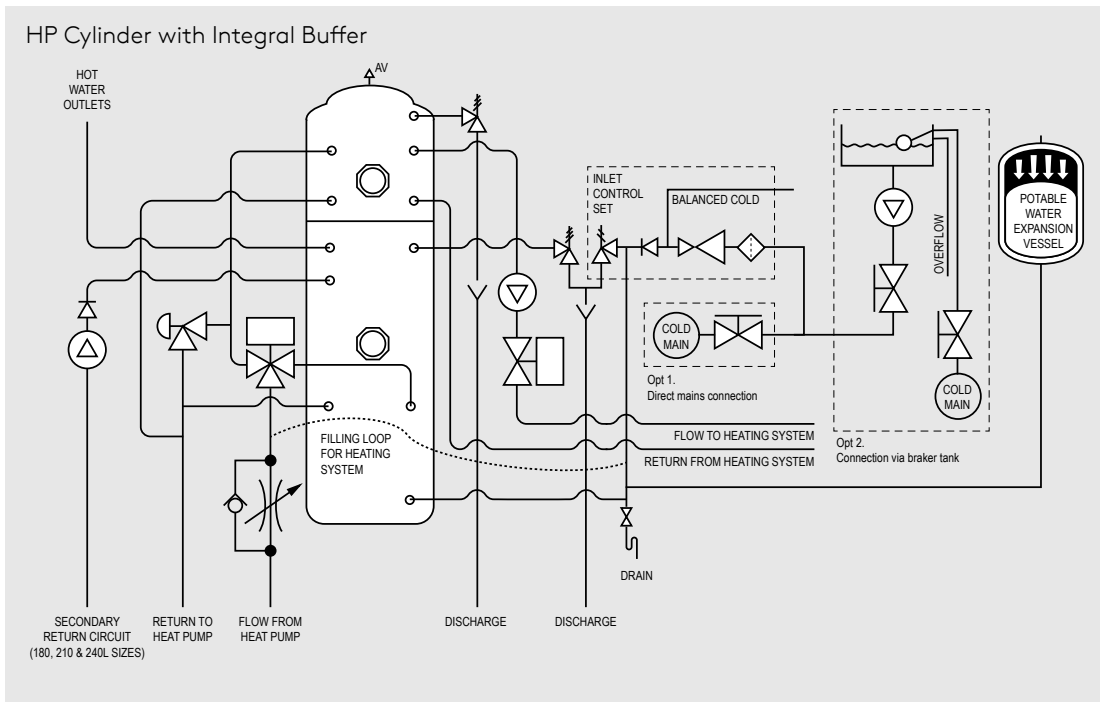 HP Cylinder with Integral Buffer
HOT
WATER
OUTLETS
AV
INLET
CONTROL
SET
BALANCED COLD
OVERFLOW
POTABLE
WATER
EXPANSION
VESSEL
COLD
MAIN
Opt 1.
Direct mains connection
COLD
MAIN
Opt 2.
Connection via braker tank
FLOW TO HEATING SYSTEM
RETURN FROM HEATING SYSTEM
FILLING LOOP
FOR HEATING
SYSTEM
DRAIN
SECONDARY
RETURN CIRCUIT
(180, 210 & 240L SIZES)
RETURN TO
HEAT PUMP
FLOW FROM
HEAT PUMP
DISCHARGE
DISCHARGE